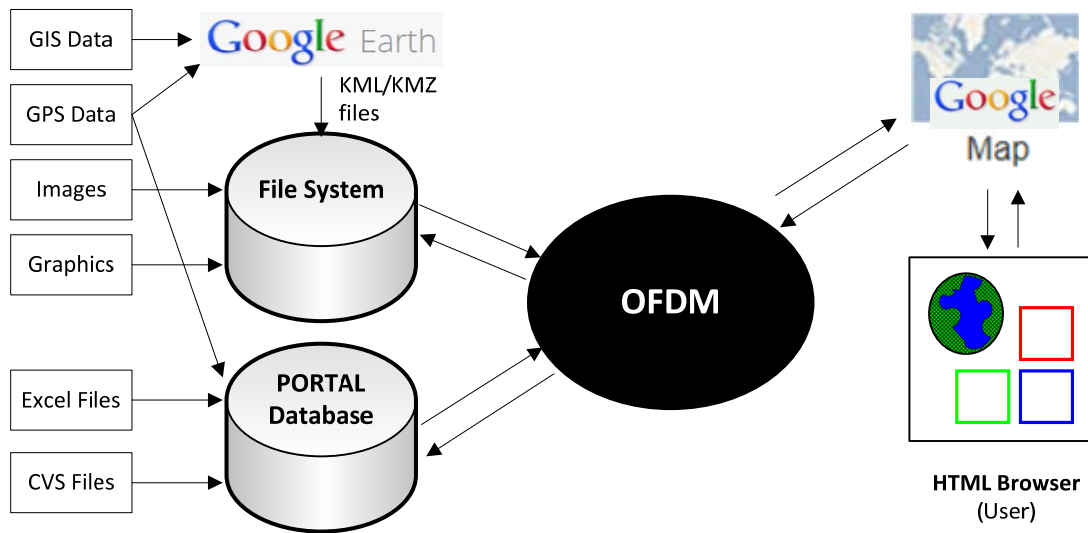 GIS Data
Google Earth
KML/KMZ
files
GPS Data
Images
File System
Graphics
Excel Files
PORTAL
Database
CVS Files
OFDM
Google
Map
HTML Browser
(User)